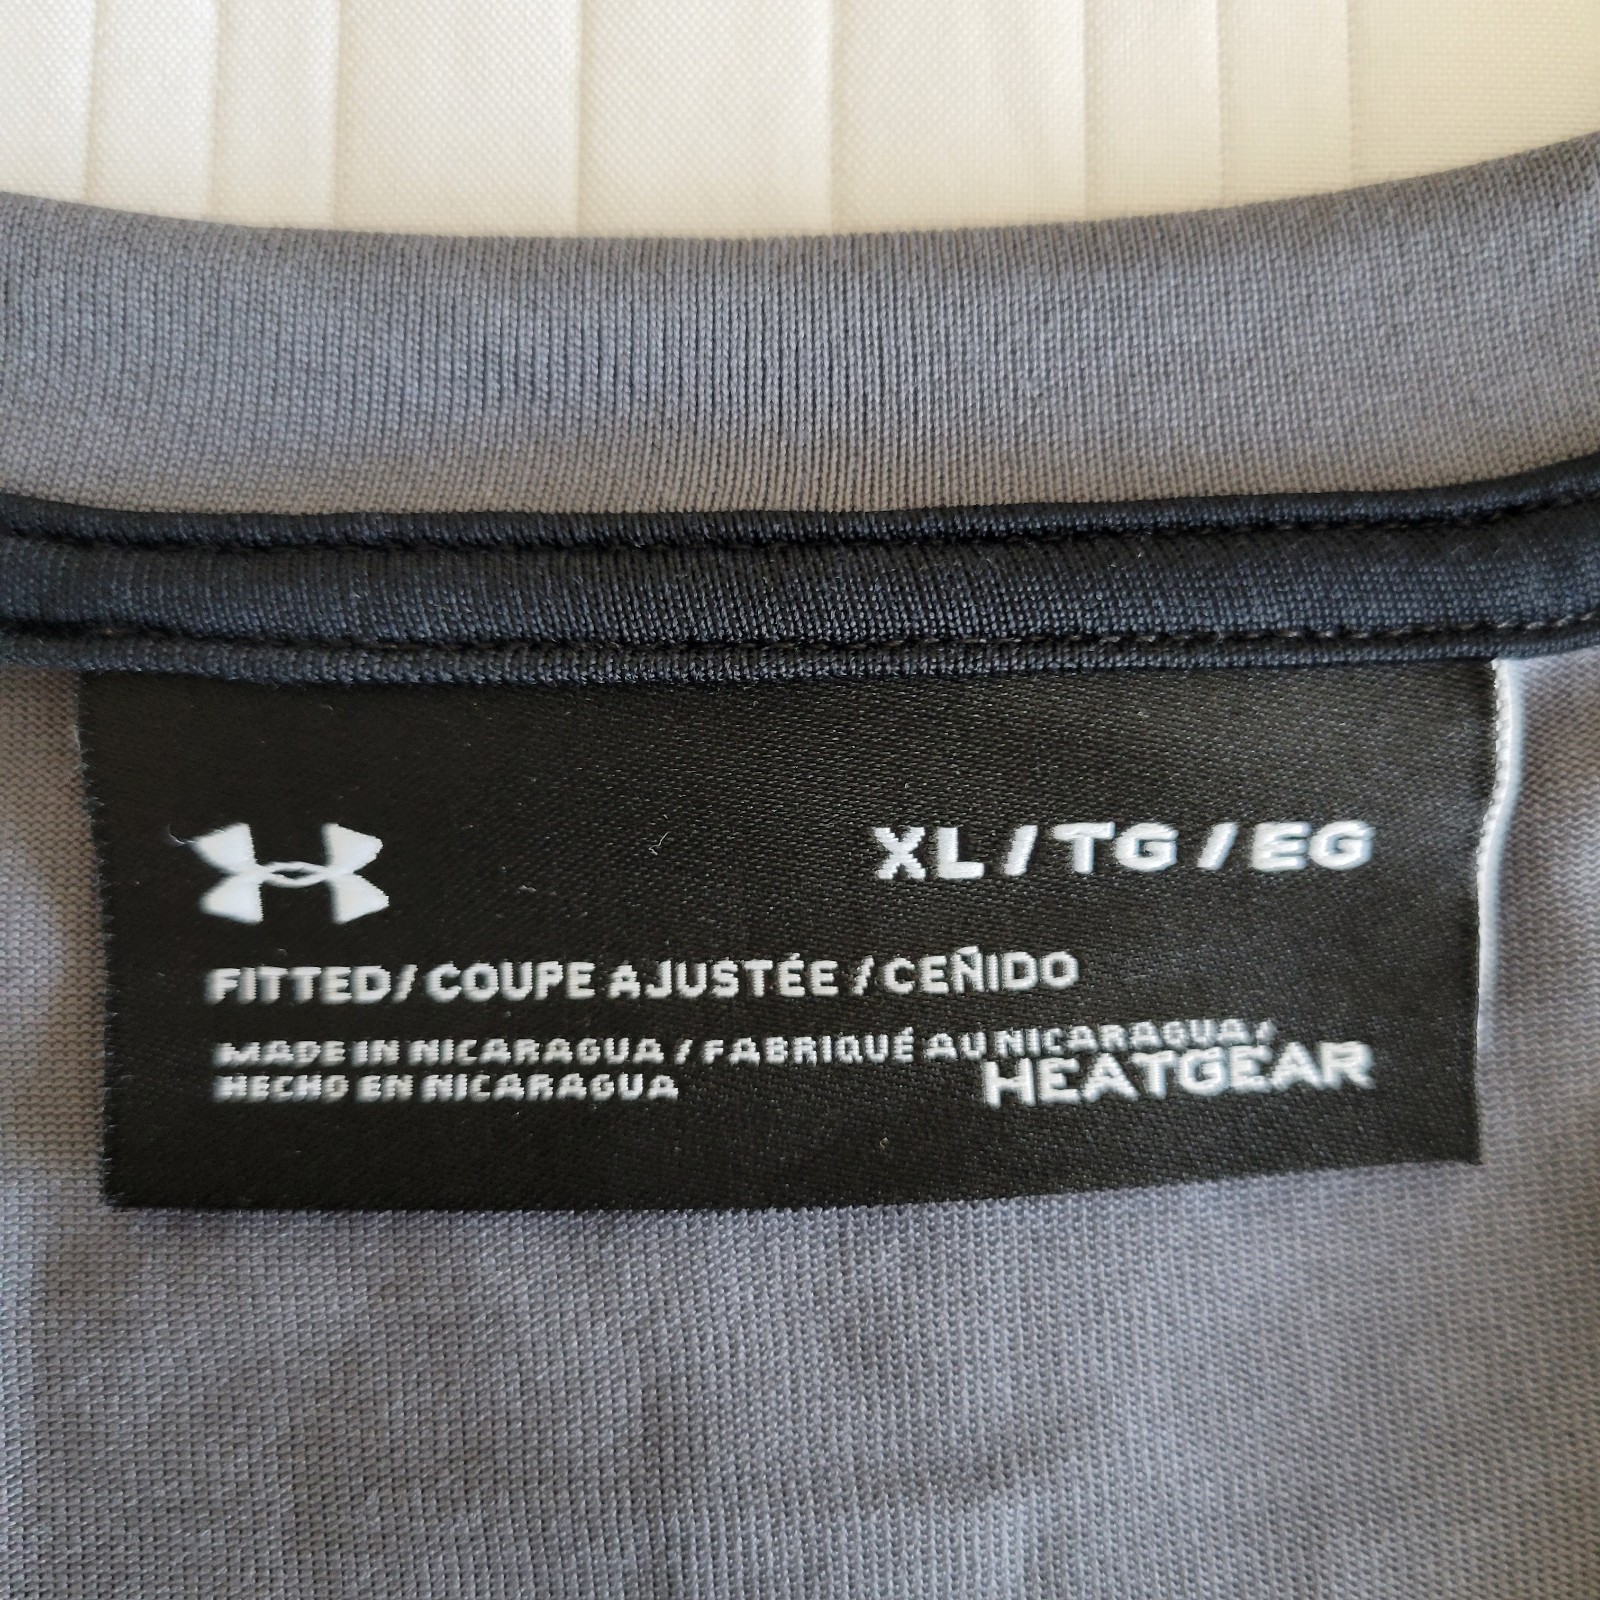 XL / TG / EG
FITTED / COUPE AJUSTÉE / CEÑIDO
MADE IN NICARAGUA / FABRIQUÉ AU NICARAGUA /
HECHO EN NICARAGUA
HEATGEAR